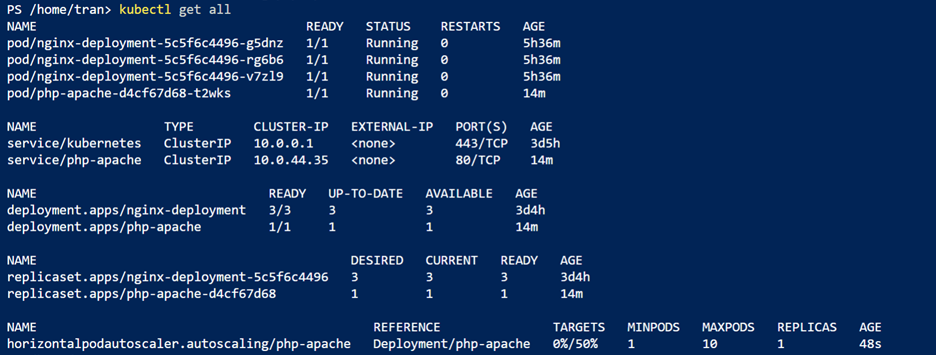 PS /home/tran> kubectl get all
NAME READY STATUS RESTARTS AGE
pod/nginx-deployment-5c5f6c4496-g5dnz 1/1 Running 0 5h36m
pod/nginx-deployment-5c5f6c4496-rg6b6 1/1 Running 0 5h36m
pod/nginx-deployment-5c5f6c4496-v7zl9 1/1 Running 0 5h36m
pod/php-apache-d4cf67d68-t2wks 1/1 Running 0 14m
NAME TYPE CLUSTER-IP EXTERNAL-IP PORT(S) AGE
service/kubernetes ClusterIP 10.0.0.1 <none> 443/TCP 3d5h
service/php-apache ClusterIP 10.0.44.35 <none> 80/TCP 14m
NAME READY UP-TO-DATE AVAILABLE AGE
deployment.apps/nginx-deployment 3/3 3 3 3d4h
deployment.apps/php-apache 1/1 1 1 14m
NAME DESIRED CURRENT READY AGE
replicaset.apps/nginx-deployment-5c5f6c4496 3 3 3 3d4h
replicaset.apps/php-apache-d4cf67d68 1 1 1 14m
NAME REFERENCE TARGETS MINPODS MAXPODS REPLICAS AGE
horizontalpodautoscaler.autoscaling/php-apache Deployment/php-apache 0%/50% 1 10 1 48s